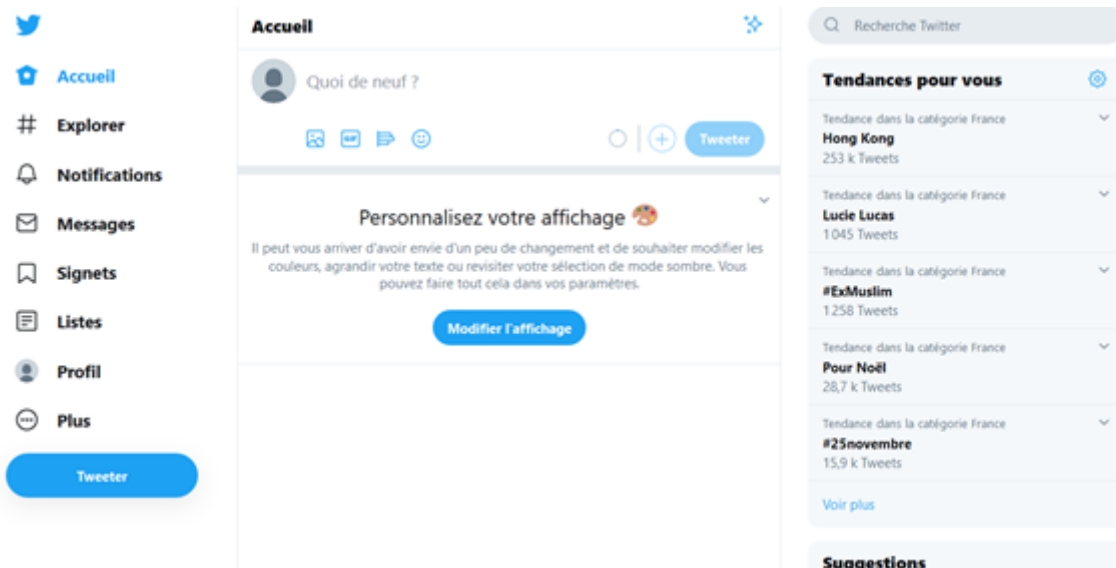 Accueil
Explorer
Notifications
Messages
Signets
Listes
Profil
Plus
Tweeter
Accueil
Quoi de neuf ?
GIF
Tweeter
Personnalisez votre affichage
Il peut vous arriver d'avoir envie d'un peu de changement et de souhaiter modifier les
couleurs, agrandir votre texte ou revisiter votre sélection de mode sombre. Vous
pouvez faire tout cela dans vos paramètres.
Modifier l'affichage
Recherche Twitter
Tendances pour vous
Tendance dans la catégorie France
Hong Kong
253 k Tweets
Tendance dans la catégorie France
Lucie Lucas
1 045 Tweets
Tendance dans la catégorie France
#ExMuslim
1 258 Tweets
Tendance dans la catégorie France
Pour Noël
28,7 k Tweets
Tendance dans la catégorie France
#25novembre
15,9 k Tweets
Voir plus
Suggestions